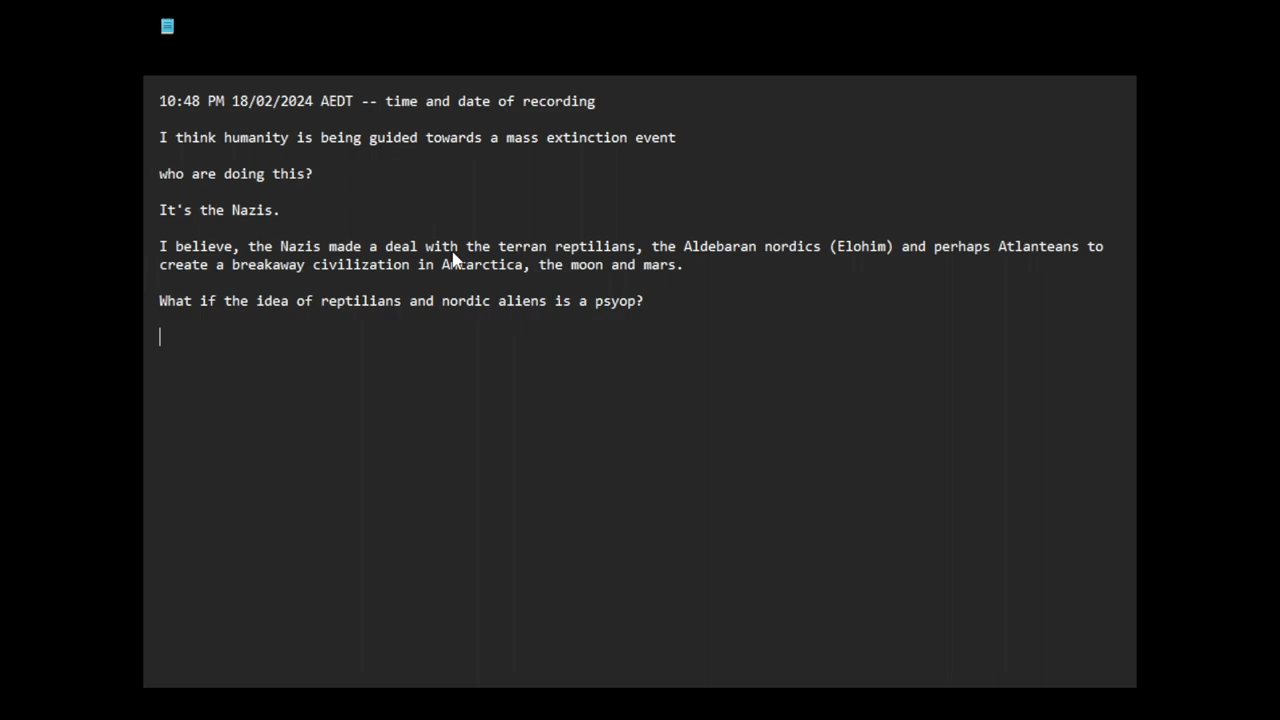 10:48 PM 18/02/2024 AEDT -- time and date of recording
I think humanity is being guided towards a mass extinction event
who are doing this?
It's the Nazis.
I believe, the Nazis made a deal with the terran reptilians, the Aldebaran nordics (Elohim) and perhaps Atlanteans to
create a breakaway civilization in Antarctica, the moon and mars.
What if the idea of reptilians and nordic aliens is a psyop?